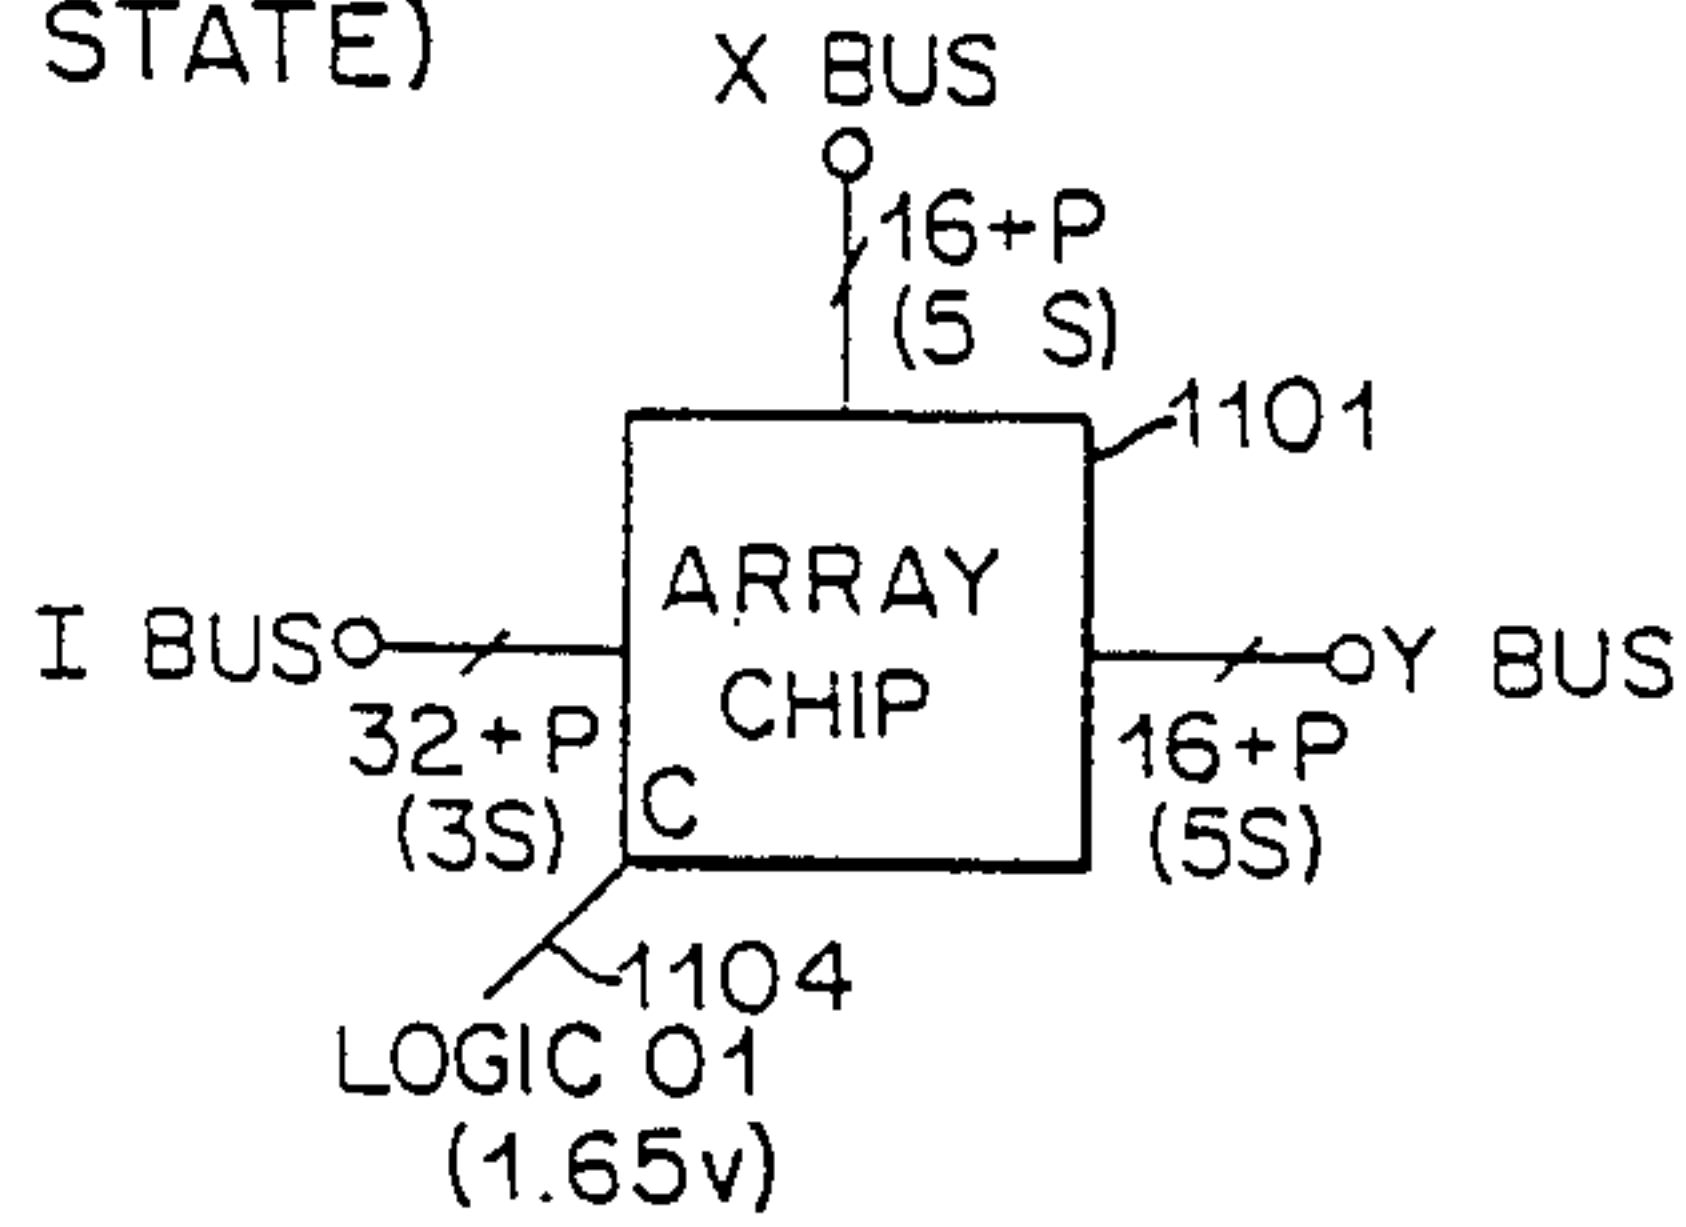 STATE)
X BUS
16+P
(5 S)
1101
ARRAY
CHIP
I BUS
Y BUS
32+P
(3S)
16+P
(5S)
C
1104
LOGIC 01
(1.65v)